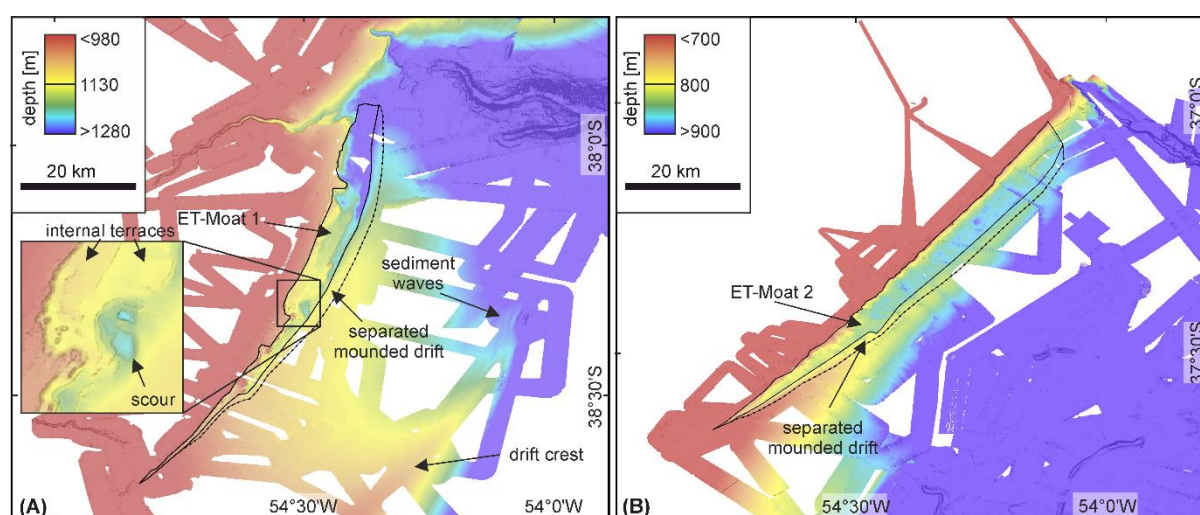 <980
1130
>1280
depth [m]
20 km
38°0'S
ET-Moat 1
internal terraces
sediment
waves
separated
mounded drift
scour
38°30'S
drift crest
(A)
54°30'W
54°0'W
<700
800
>900
depth [m]
20 km
37°0'S
ET-Moat 2
37°30'S
separated
mounded drift
(B)
54°30'W
54°0'W